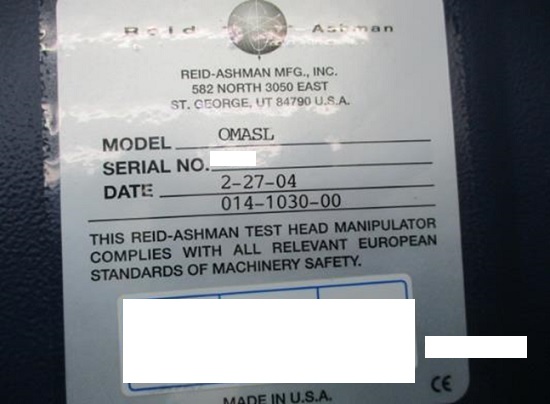 Reid Ashman
REID-ASHMAN MFG., INC.
582 NORTH 3050 EAST
ST. GEORGE, UT 84790 U.S.A.
MODEL OMASL
SERIAL NO.
DATE 2-27-04
014-1030-00
THIS REID-ASHMAN TEST HEAD MANIPULATOR
COMPLIES WITH ALL RELEVANT EUROPEAN
STANDARDS OF MACHINERY SAFETY.
CE
MADE IN U.S.A.